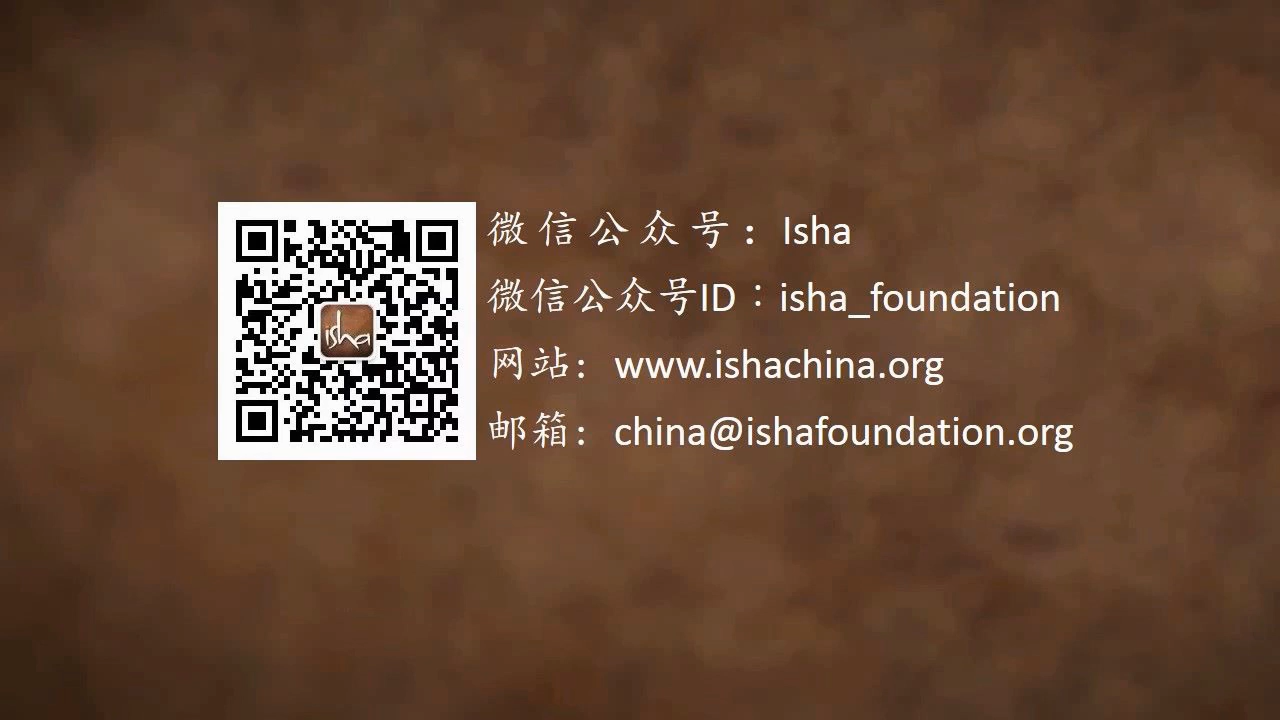 微信公众号：Isha
微信公众号ID：isha_foundation
isha
网站：www.ishachina.org
邮箱：china@ishafoundation.org